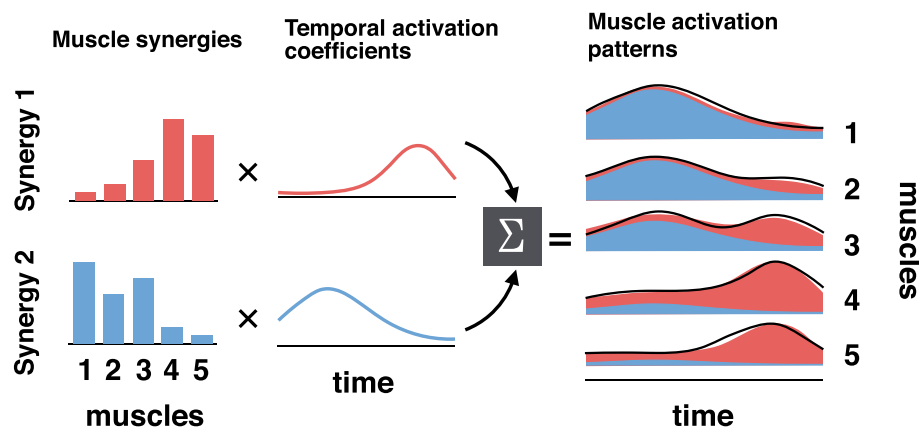 Muscle synergies
Temporal activation
coefficients
Muscle activation
patterns
Synergy 1
×
Σ
=
Synergy 2
×
1 2 3 4 5
muscles
time
1
2
3
4
5
muscles
time